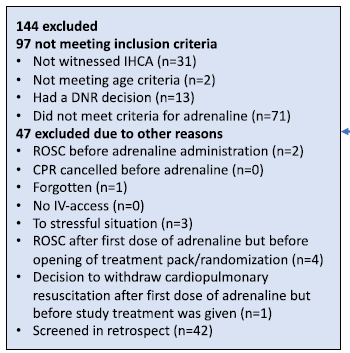 144 excluded
97 not meeting inclusion criteria
• Not witnessed IHCA (n=31)
• Not meeting age criteria (n=2)
• Had a DNR decision (n=13)
• Did not meet criteria for adrenaline (n=71)
47 excluded due to other reasons
• ROSC before adrenaline administration (n=2)
• CPR cancelled before adrenaline (n=0)
• Forgotten (n=1)
• No IV-access (n=0)
• To stressful situation (n=3)
• ROSC after first dose of adrenaline but before
opening of treatment pack/randomization (n=4)
• Decision to withdraw cardiopulmonary
resuscitation after first dose of adrenaline but
before study treatment was given (n=1)
• Screened in retrospect (n=42)